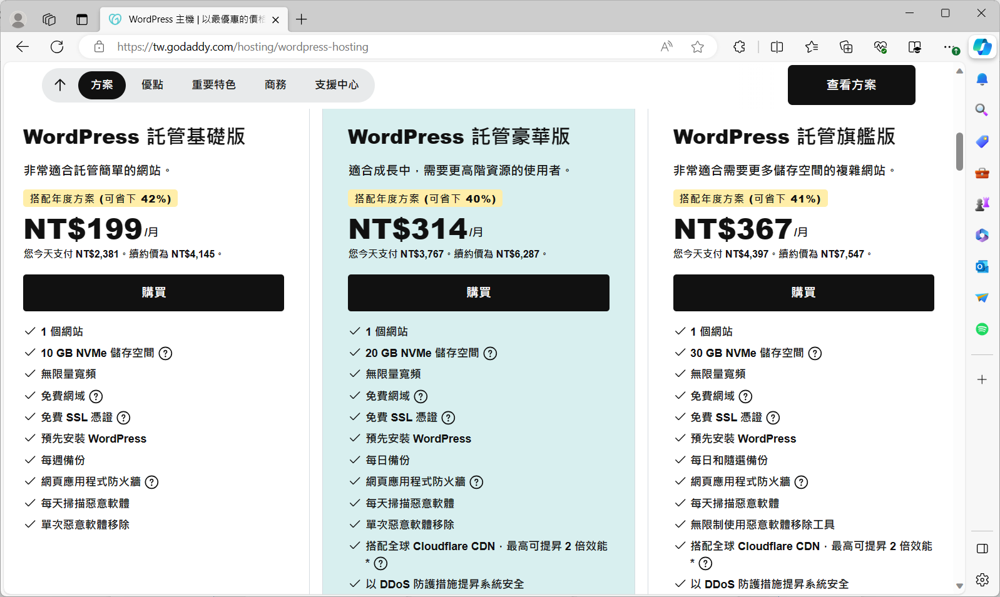 WordPress 主機 | 以最優惠的價格
https://tw.godaddy.com/hosting/wordpress-hosting
方案 優點 重要特色 商務 支援中心
查看方案
WordPress 託管基礎版
非常適合託管簡單的網站。
搭配年度方案 (可省下 42%)
NT$199/月
您今天支付 NT$2,381。續約價為 NT$4,145。
購買
1 個網站
10 GB NVMe 儲存空間 ?
無限量寬頻
免費網域 ?
免費 SSL 憑證 ?
預先安裝 WordPress
每週備份
網頁應用程式防火牆 ?
每天掃描惡意軟體
單次惡意軟體移除
WordPress 託管豪華版
適合成長中，需要更高階資源的使用者。
搭配年度方案 (可省下 40%)
NT$314/月
您今天支付 NT$3,767。續約價為 NT$6,287。
購買
1 個網站
20 GB NVMe 儲存空間 ?
無限量寬頻
免費網域 ?
免費 SSL 憑證 ?
預先安裝 WordPress
每日備份
網頁應用程式防火牆 ?
每天掃描惡意軟體
單次惡意軟體移除
搭配全球 Cloudflare CDN，最高可提昇 2 倍效能
* ?
以 DDoS 防護措施提昇系統安全
WordPress 託管旗艦版
非常適合需要更多儲存空間的複雜網站。
搭配年度方案 (可省下 41%)
NT$367/月
您今天支付 NT$4,397。續約價為 NT$7,547。
購買
1 個網站
30 GB NVMe 儲存空間 ?
無限量寬頻
免費網域 ?
免費 SSL 憑證 ?
預先安裝 WordPress
每日和隨選備份
網頁應用程式防火牆 ?
每天掃描惡意軟體
無限制使用惡意軟體移除工具
搭配全球 Cloudflare CDN，最高可提昇 2 倍效能
* ?
以 DDoS 防護措施提昇系統安全